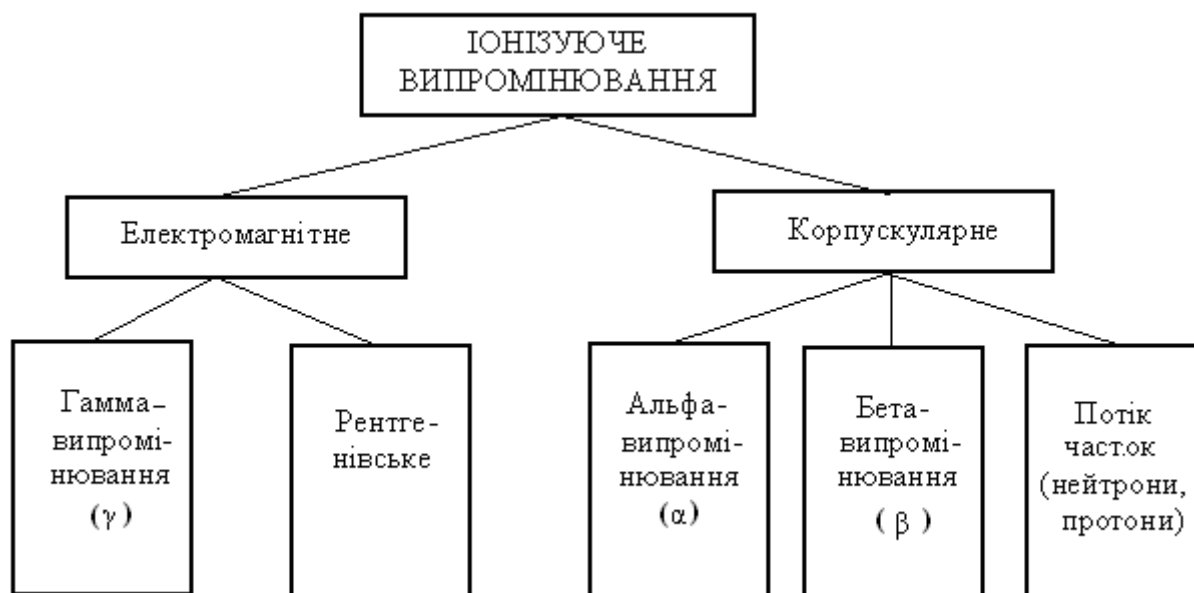 ІОНІЗУЮЧЕ
ВИПРОМІНЮВАННЯ
Електромагнітне
Корпускулярне
Гамма–
випромі-
нювання
(γ)
Рентге-
нівське
Альфа-
випромі-
нювання
(α)
Бета-
випромі-
нювання
( β )
Потік
часток
(нейтрони,
протони)